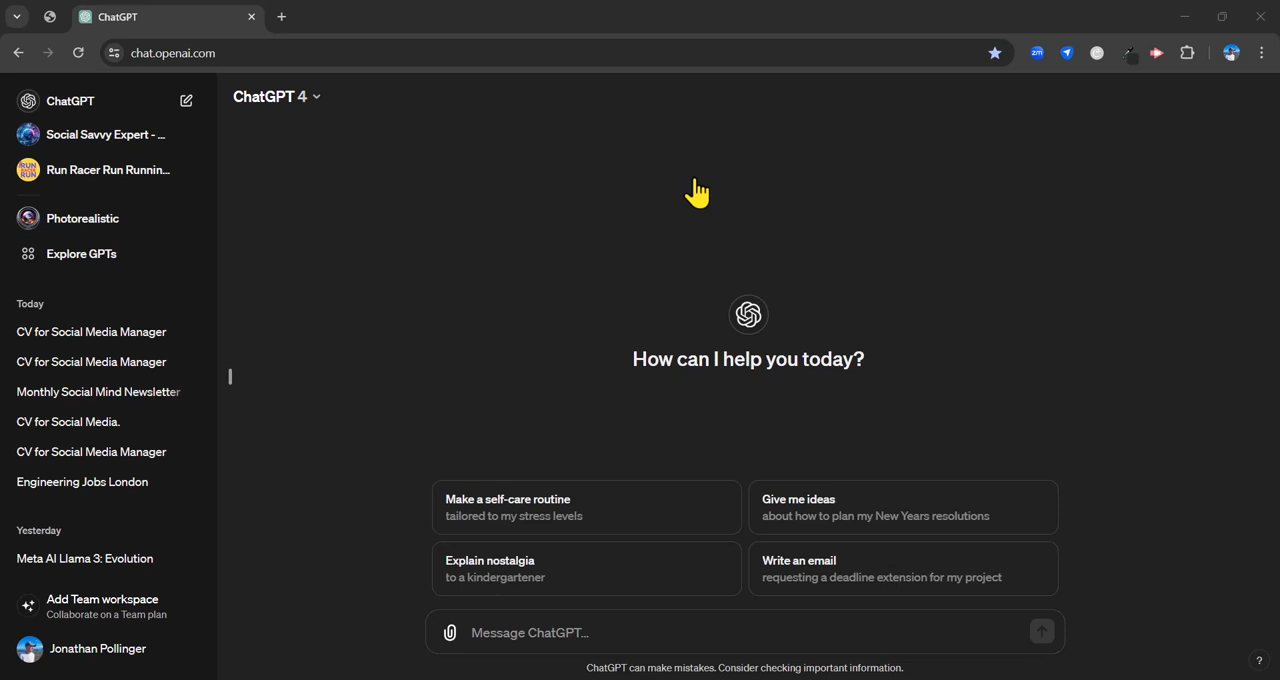 ChatGPT
chat.openai.com
zm
ChatGPT
Social Savvy Expert - ...
RUN RACER RUN
Run Racer Run Runnin...
Photorealistic
Explore GPTs
Today
CV for Social Media Manager
CV for Social Media Manager
Monthly Social Mind Newsletter
CV for Social Media.
CV for Social Media Manager
Engineering Jobs London
Yesterday
Meta AI Llama 3: Evolution
Add Team workspace
Collaborate on a Team plan
Jonathan Pollinger
ChatGPT 4
How can I help you today?
Make a self-care routine
tailored to my stress levels
Give me ideas
about how to plan my New Years resolutions
Explain nostalgia
to a kindergartener
Write an email
requesting a deadline extension for my project
Message ChatGPT...
ChatGPT can make mistakes. Consider checking important information.
?